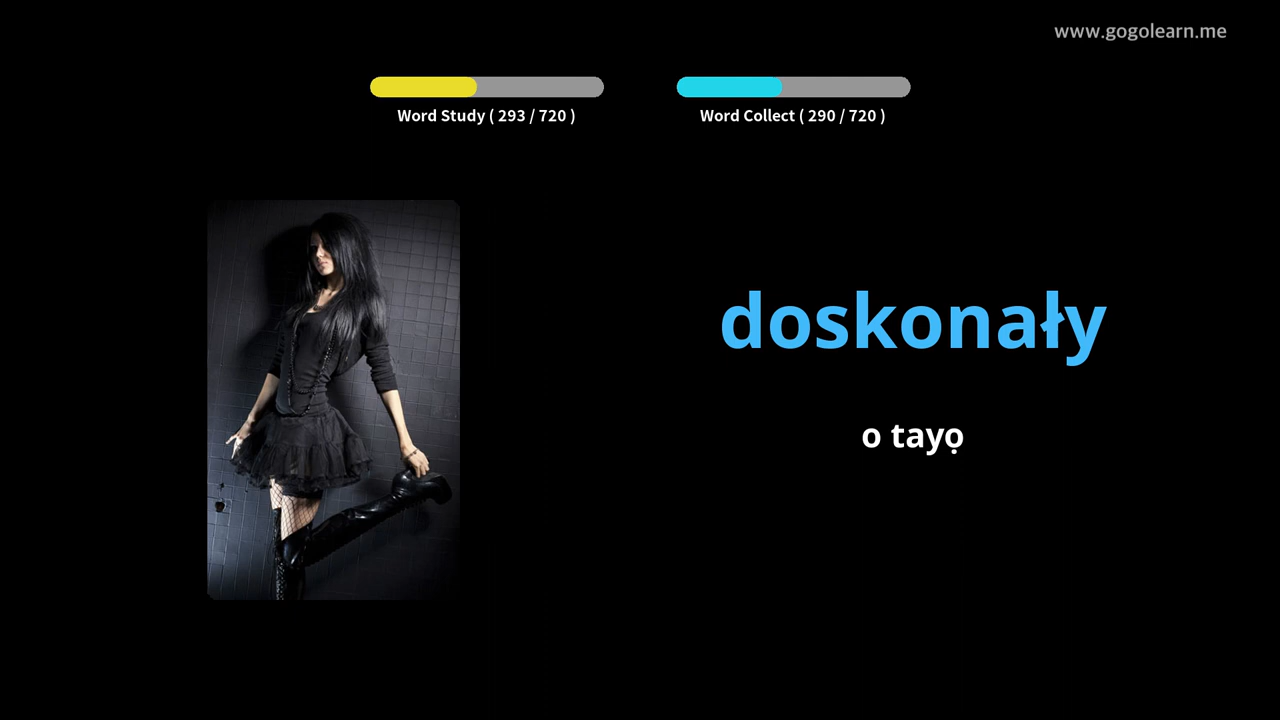 www.gogolearn.me
Word Study ( 293 / 720 )
Word Collect ( 290 / 720 )
doskonały
o tayọ